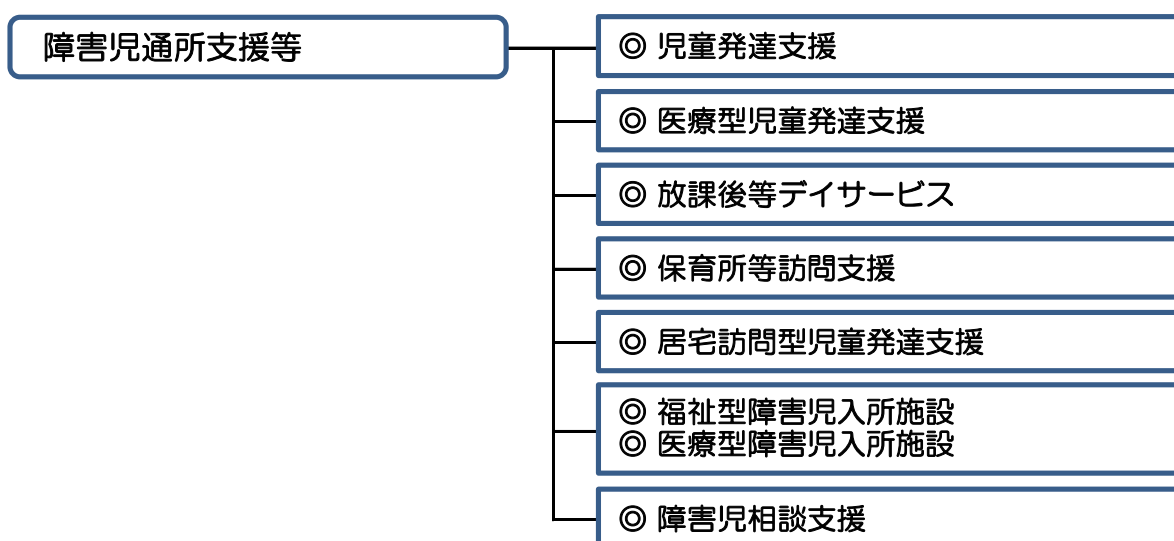 障害児通所支援等
◎ 児童発達支援
◎ 医療型児童発達支援
◎ 放課後等デイサービス
◎ 保育所等訪問支援
◎ 居宅訪問型児童発達支援
◎ 福祉型障害児入所施設
◎ 医療型障害児入所施設
◎ 障害児相談支援